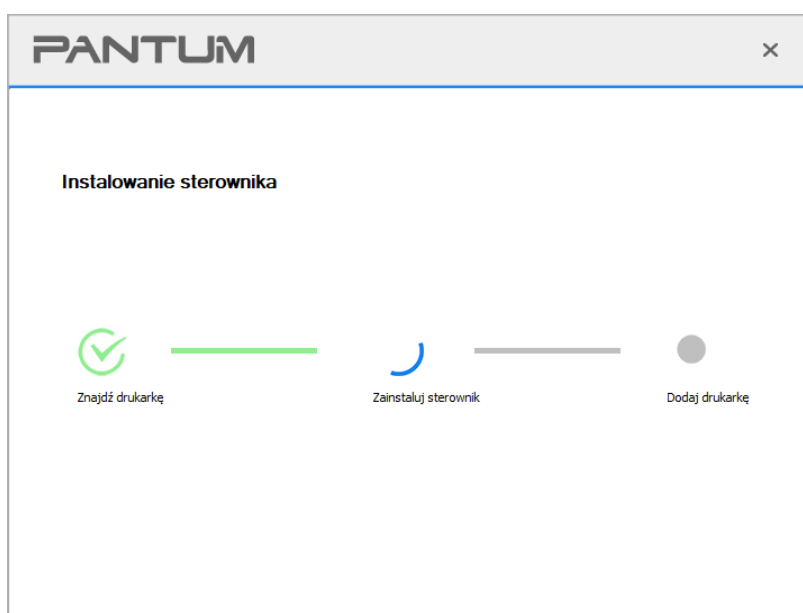 PANTUM
Instalowanie sterownika
Znajdź drukarkę
Zainstaluj sterownik
Dodaj drukarkę